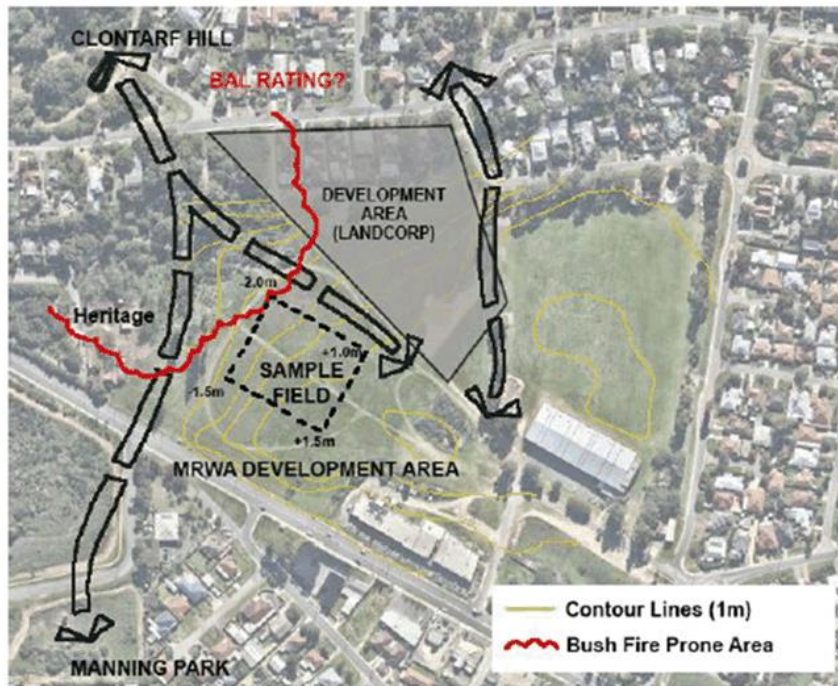 CLONTARF HILL
BAL RATING?
DEVELOPMENT
AREA
(LANDCORP)
-2.0m
Heritage
+1.0m
SAMPLE
FIELD
-1.5m
+1.5m
MRWA DEVELOPMENT AREA
Contour Lines (1m)
Bush Fire Prone Area
MANNING PARK